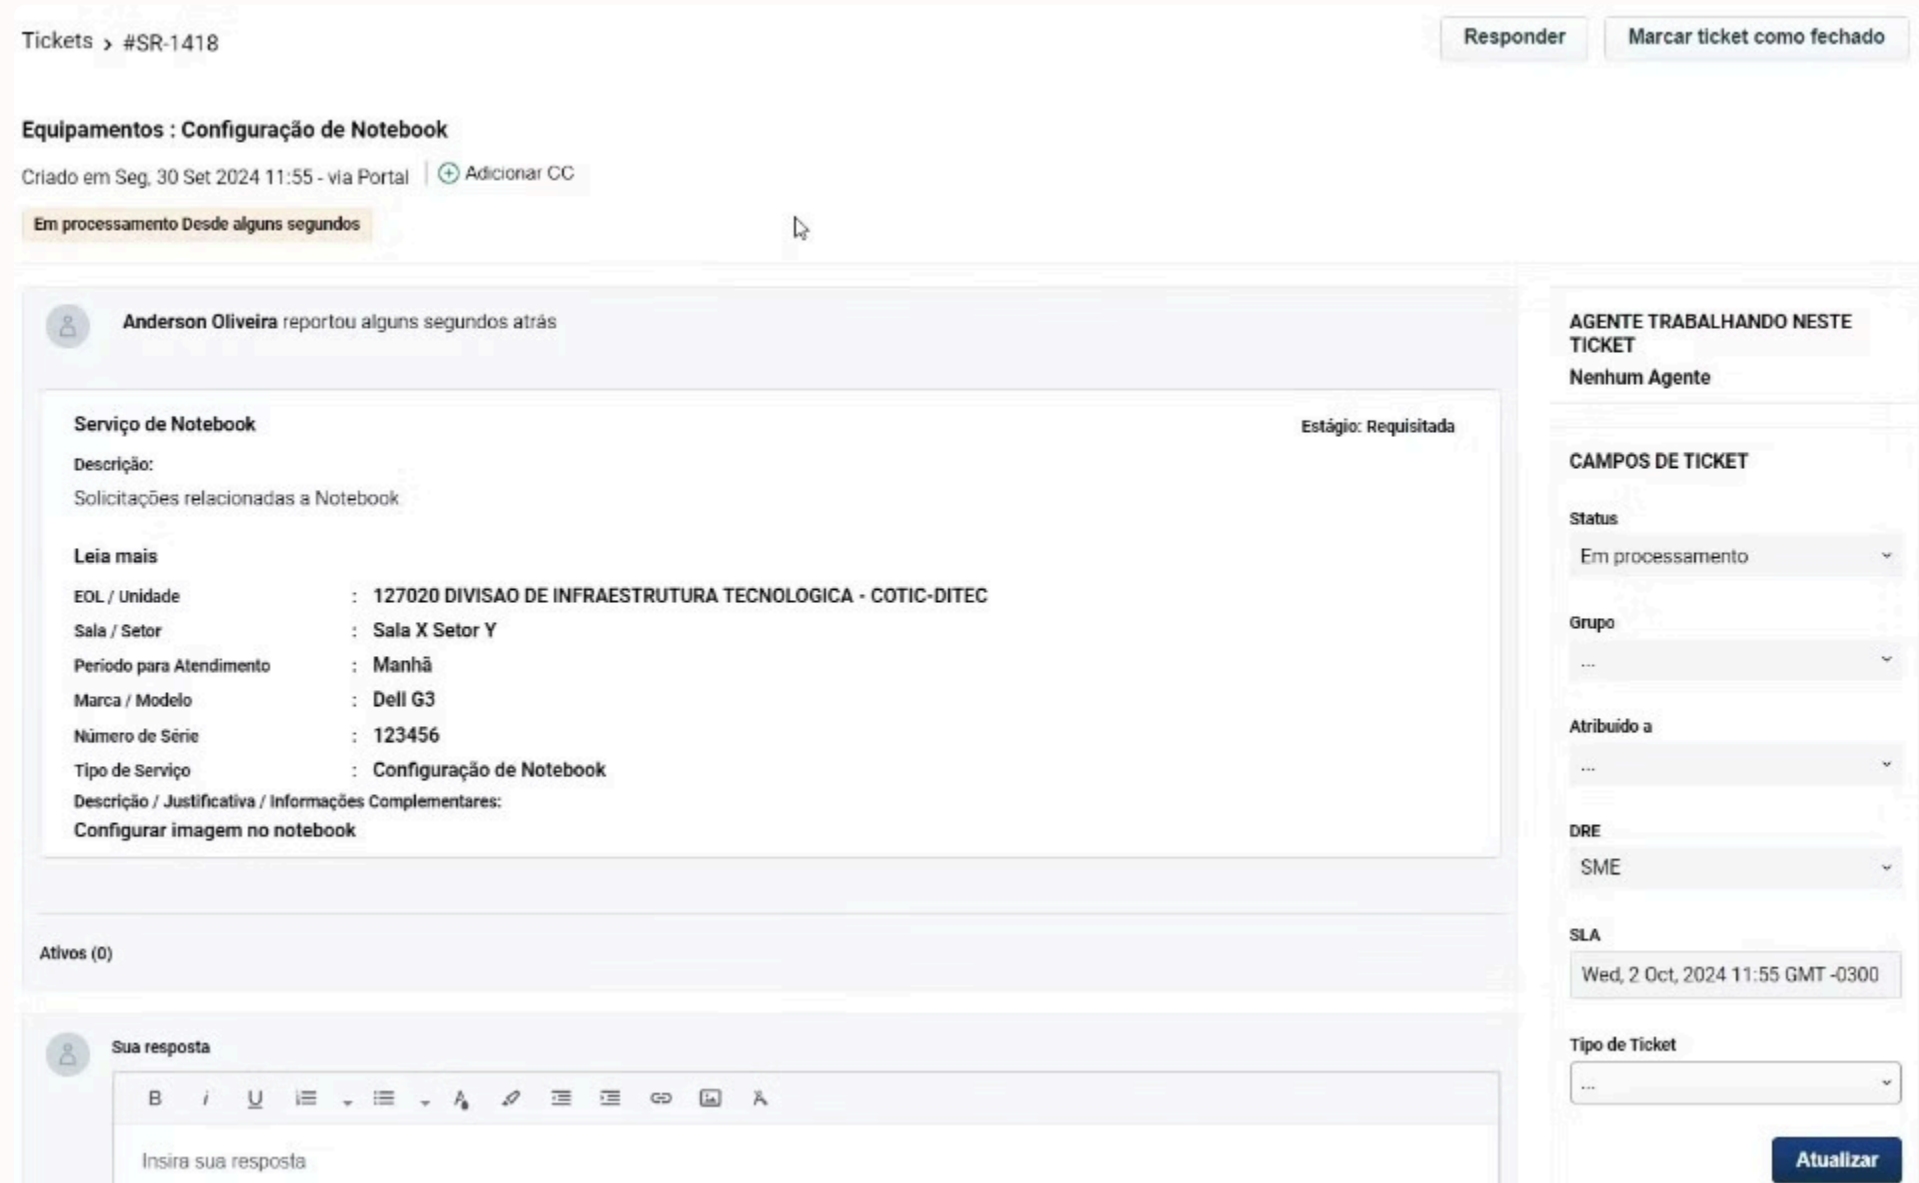 Tickets › #SR-1418
Responder
Marcar ticket como fechado
Equipamentos : Configuração de Notebook
Criado em Seg, 30 Set 2024 11:55 - via Portal
Adicionar CC
Em processamento Desde alguns segundos
Anderson Oliveira reportou alguns segundos atrás
Serviço de Notebook
Estágio: Requisitada
Descrição:
Solicitações relacionadas a Notebook
Leia mais
EOL / Unidade : 127020 DIVISAO DE INFRAESTRUTURA TECNOLOGICA - COTIC-DITEC
Sala / Setor : Sala X Setor Y
Período para Atendimento : Manhã
Marca / Modelo : Dell G3
Número de Série : 123456
Tipo de Serviço : Configuração de Notebook
Descrição / Justificativa / Informações Complementares:
Configurar imagem no notebook
Ativos (0)
Sua resposta
B i U A
Insira sua resposta
AGENTE TRABALHANDO NESTE
TICKET
Nenhum Agente
CAMPOS DE TICKET
Status
Em processamento
Grupo
...
Atribuído a
...
DRE
SME
SLA
Wed, 2 Oct, 2024 11:55 GMT -0300
Tipo de Ticket
...
Atualizar